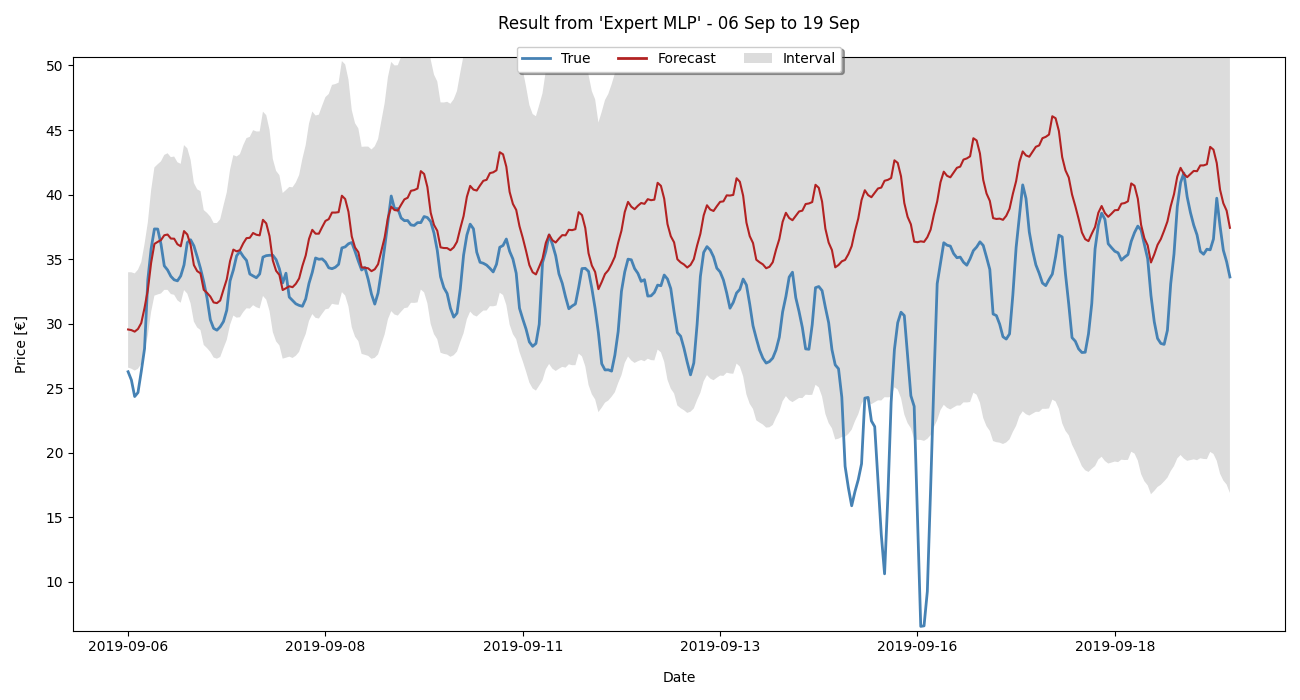 Result from 'Expert MLP' - 06 Sep to 19 Sep
True Forecast Interval
50
45
40
35
30
25
20
15
10
Price [€]
2019-09-06 2019-09-08 2019-09-11 2019-09-13 2019-09-16 2019-09-18
Date